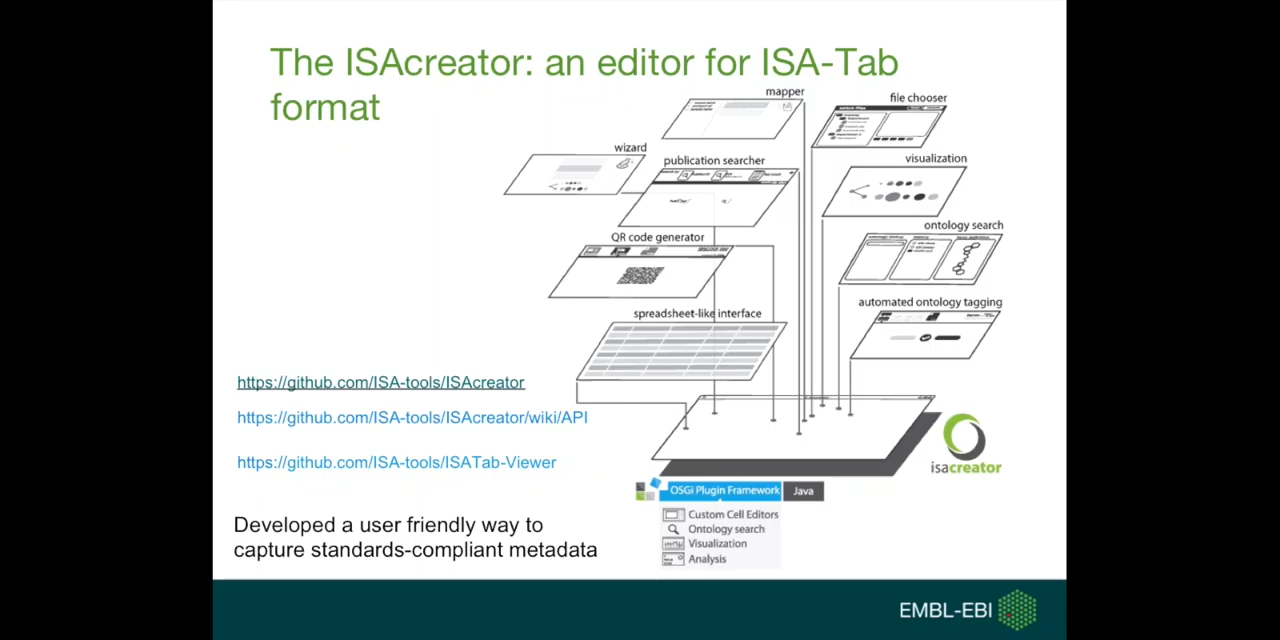 The ISAcreator: an editor for ISA-Tab
format
mapper
file chooser
wizard
publication searcher
visualization
QR code generator
ontology search
spreadsheet-like interface
automated ontology tagging
https://github.com/ISA-tools/ISAcreator
https://github.com/ISA-tools/ISAcreator/wiki/API
https://github.com/ISA-tools/ISATab-Viewer
isacreator
OSGi Plugin Framework
Java
Custom Cell Editors
Ontology search
Visualization
Analysis
Developed a user friendly way to
capture standards-compliant metadata
EMBL-EBI